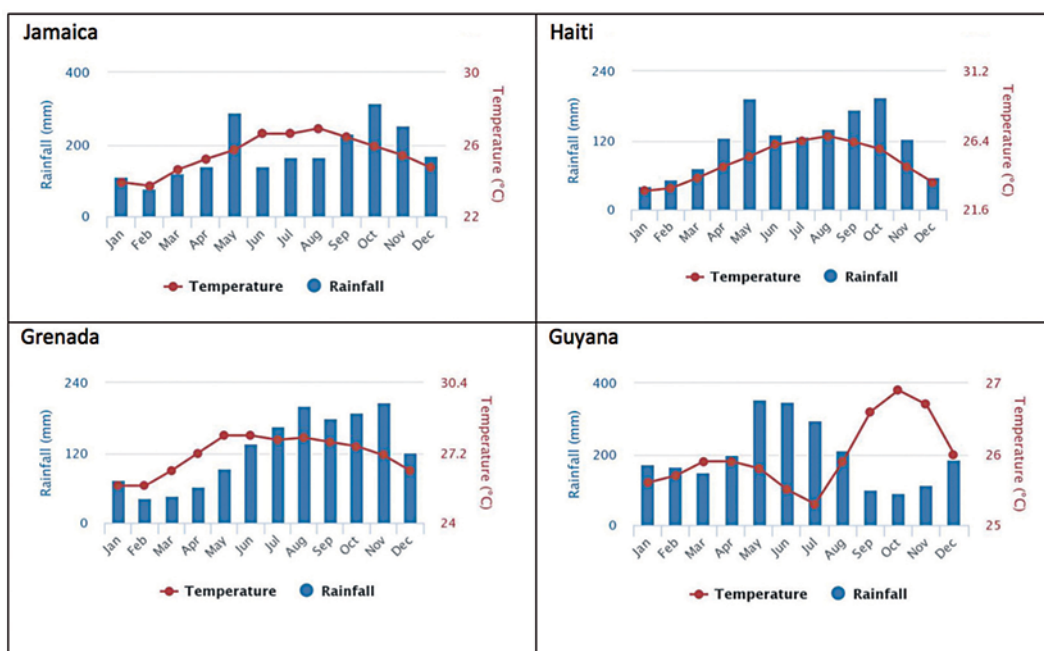 Jamaica
400
200
0
Rainfall (mm)
30
26
22
Temperature (°C)
Jan Feb Mar Apr May Jun Jul Aug Sep Oct Nov Dec
Temperature Rainfall
Haiti
240
120
0
Rainfall (mm)
31.2
26.4
21.6
Temperature (°C)
Jan Feb Mar Apr May Jun Jul Aug Sep Oct Nov Dec
Temperature Rainfall
Grenada
240
120
0
Rainfall (mm)
30.4
27.2
24
Temperature (°C)
Jan Feb Mar Apr May Jun Jul Aug Sep Oct Nov Dec
Temperature Rainfall
Guyana
400
200
0
Rainfall (mm)
27
26
25
Temperature (°C)
Jan Feb Mar Apr May Jun Jul Aug Sep Oct Nov Dec
Temperature Rainfall